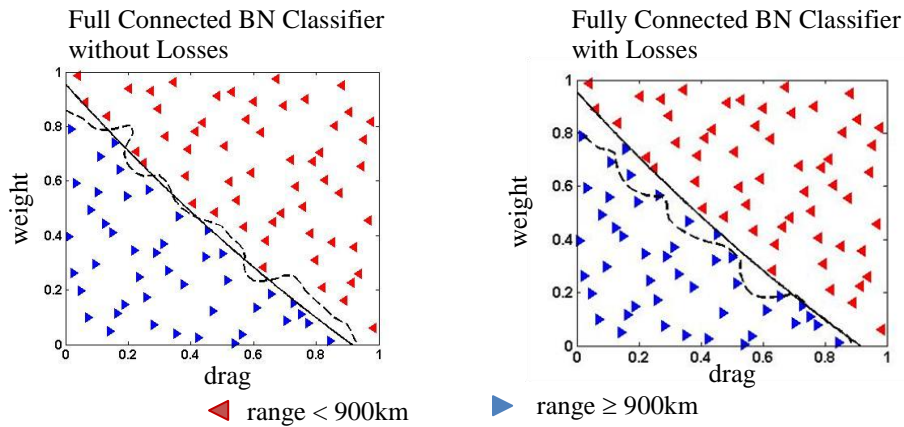 Full Connected BN Classifier
without Losses
Fully Connected BN Classifier
with Losses
1
0.8
0.6
0.4
0.2
0
weight
0
0.2
0.4
0.6
0.8
1
drag
1
0.8
0.6
0.4
0.2
0
weight
0
0.2
0.4
0.6
0.8
1
drag
range < 900km
range ≥ 900km